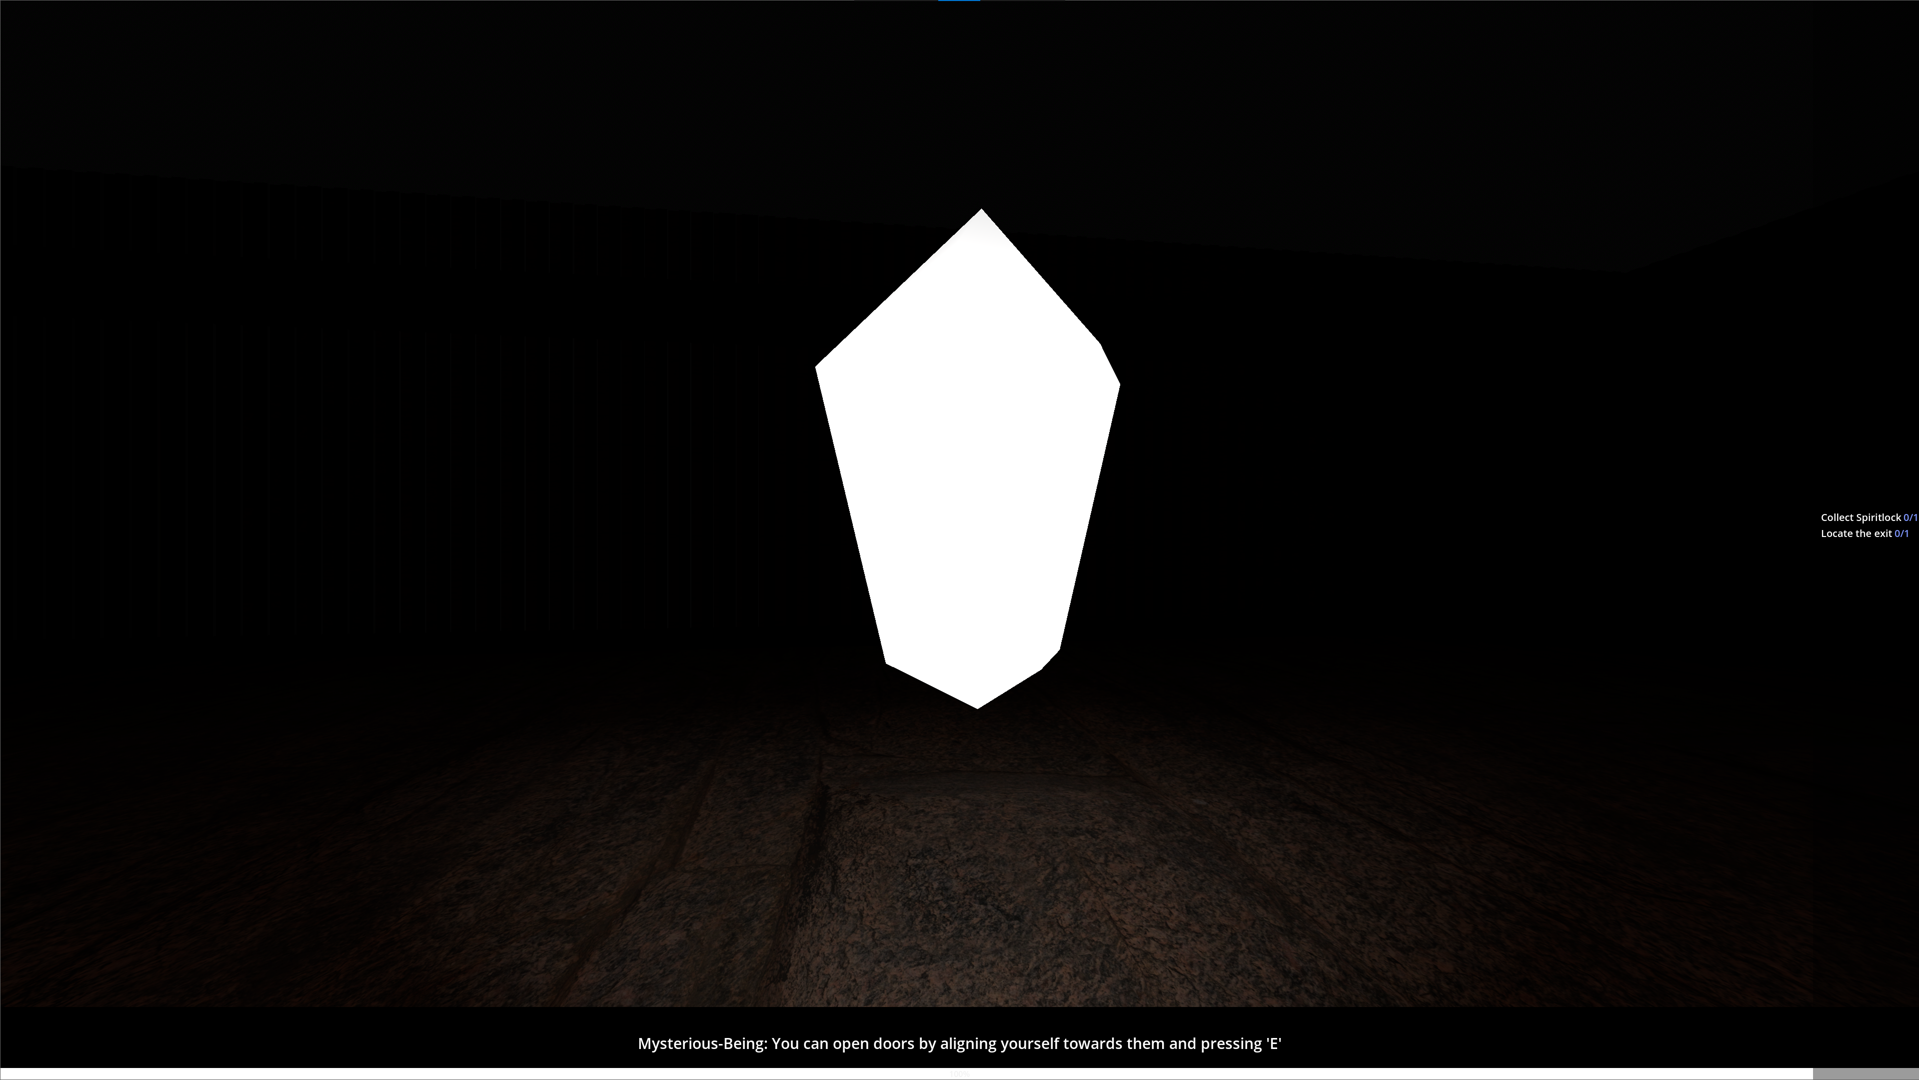 Collect Spiritlock 0/1
Locate the exit 0/1
Mysterious-Being: You can open doors by aligning yourself towards them and pressing 'E'